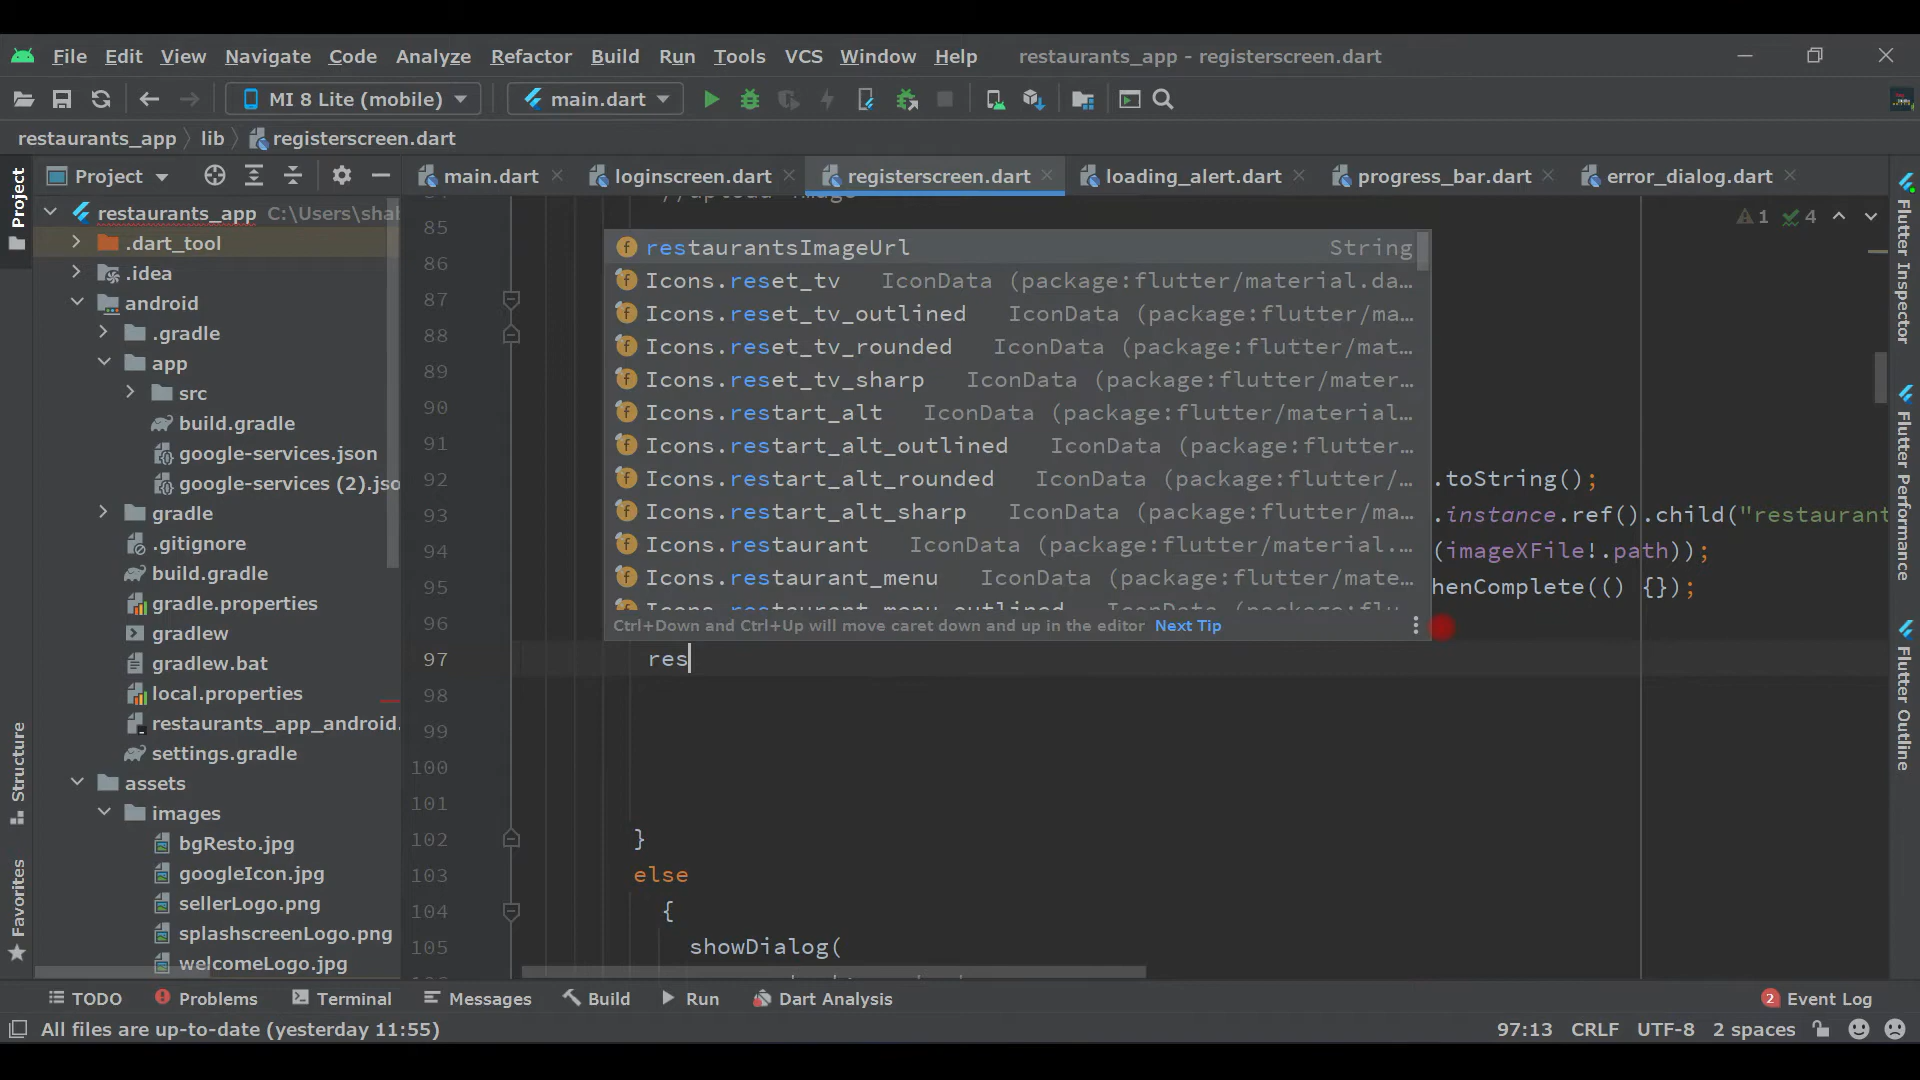 File Edit View Navigate Code Analyze Refactor Build Run Tools VCS Window Help restaurants_app - registerscreen.dart
MI 8 Lite (mobile) main.dart
restaurants_app lib registerscreen.dart
Project
main.dart loginscreen.dart registerscreen.dart loading_alert.dart progress_bar.dart error_dialog.dart
restaurants_app C:\Users\shab
.dart_tool
.idea
android
.gradle
app
src
build.gradle
google-services.json
google-services (2).jso
gradle
.gitignore
build.gradle
gradle.properties
gradlew
gradlew.bat
local.properties
restaurants_app_android.
settings.gradle
assets
images
bgResto.jpg
googleIcon.jpg
sellerLogo.png
splashscreenLogo.png
welcomeLogo.jpg
Project
Structure
Favorites
1 4
85
86
87
88
89
90
91
92 .toString();
93 .instance.ref().child("restaurant
94 (imageXFile!.path));
95 henComplete(() {});
96
97 res
98
99
100
101
102 }
103 else
104 {
105 showDialog(
restaurantsImageUrl String
Icons.reset_tv IconData (package:flutter/material.da…
Icons.reset_tv_outlined IconData (package:flutter/ma…
Icons.reset_tv_rounded IconData (package:flutter/mat…
Icons.reset_tv_sharp IconData (package:flutter/mater…
Icons.restart_alt IconData (package:flutter/material…
Icons.restart_alt_outlined IconData (package:flutter…
Icons.restart_alt_rounded IconData (package:flutter/…
Icons.restart_alt_sharp IconData (package:flutter/ma…
Icons.restaurant IconData (package:flutter/material.…
Icons.restaurant_menu IconData (package:flutter/mate…
Icons.restaurant_menu_outlined IconData (package:flu…
Ctrl+Down and Ctrl+Up will move caret down and up in the editor Next Tip
Flutter Inspector
Flutter Performance
Flutter Outline
TODO Problems Terminal Messages Build Run Dart Analysis 2 Event Log
All files are up-to-date (yesterday 11:55) 97:13 CRLF UTF-8 2 spaces